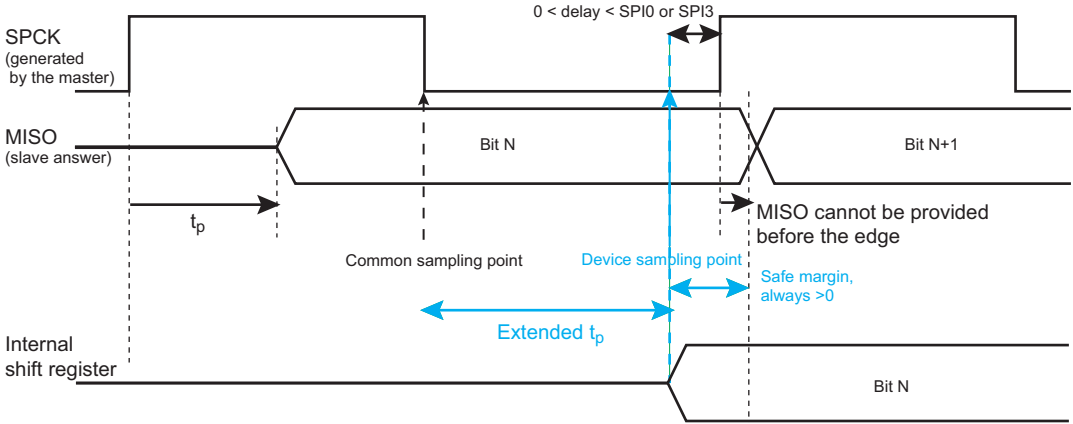 0 < delay < SPI0 or SPI3
SPCK
(generated
by the master)
MISO
(slave answer)
Bit N
Bit N+1
tp
MISO cannot be provided
before the edge
Common sampling point
Device sampling point
Safe margin,
always >0
Extended tp
Internal
shift register
Bit N